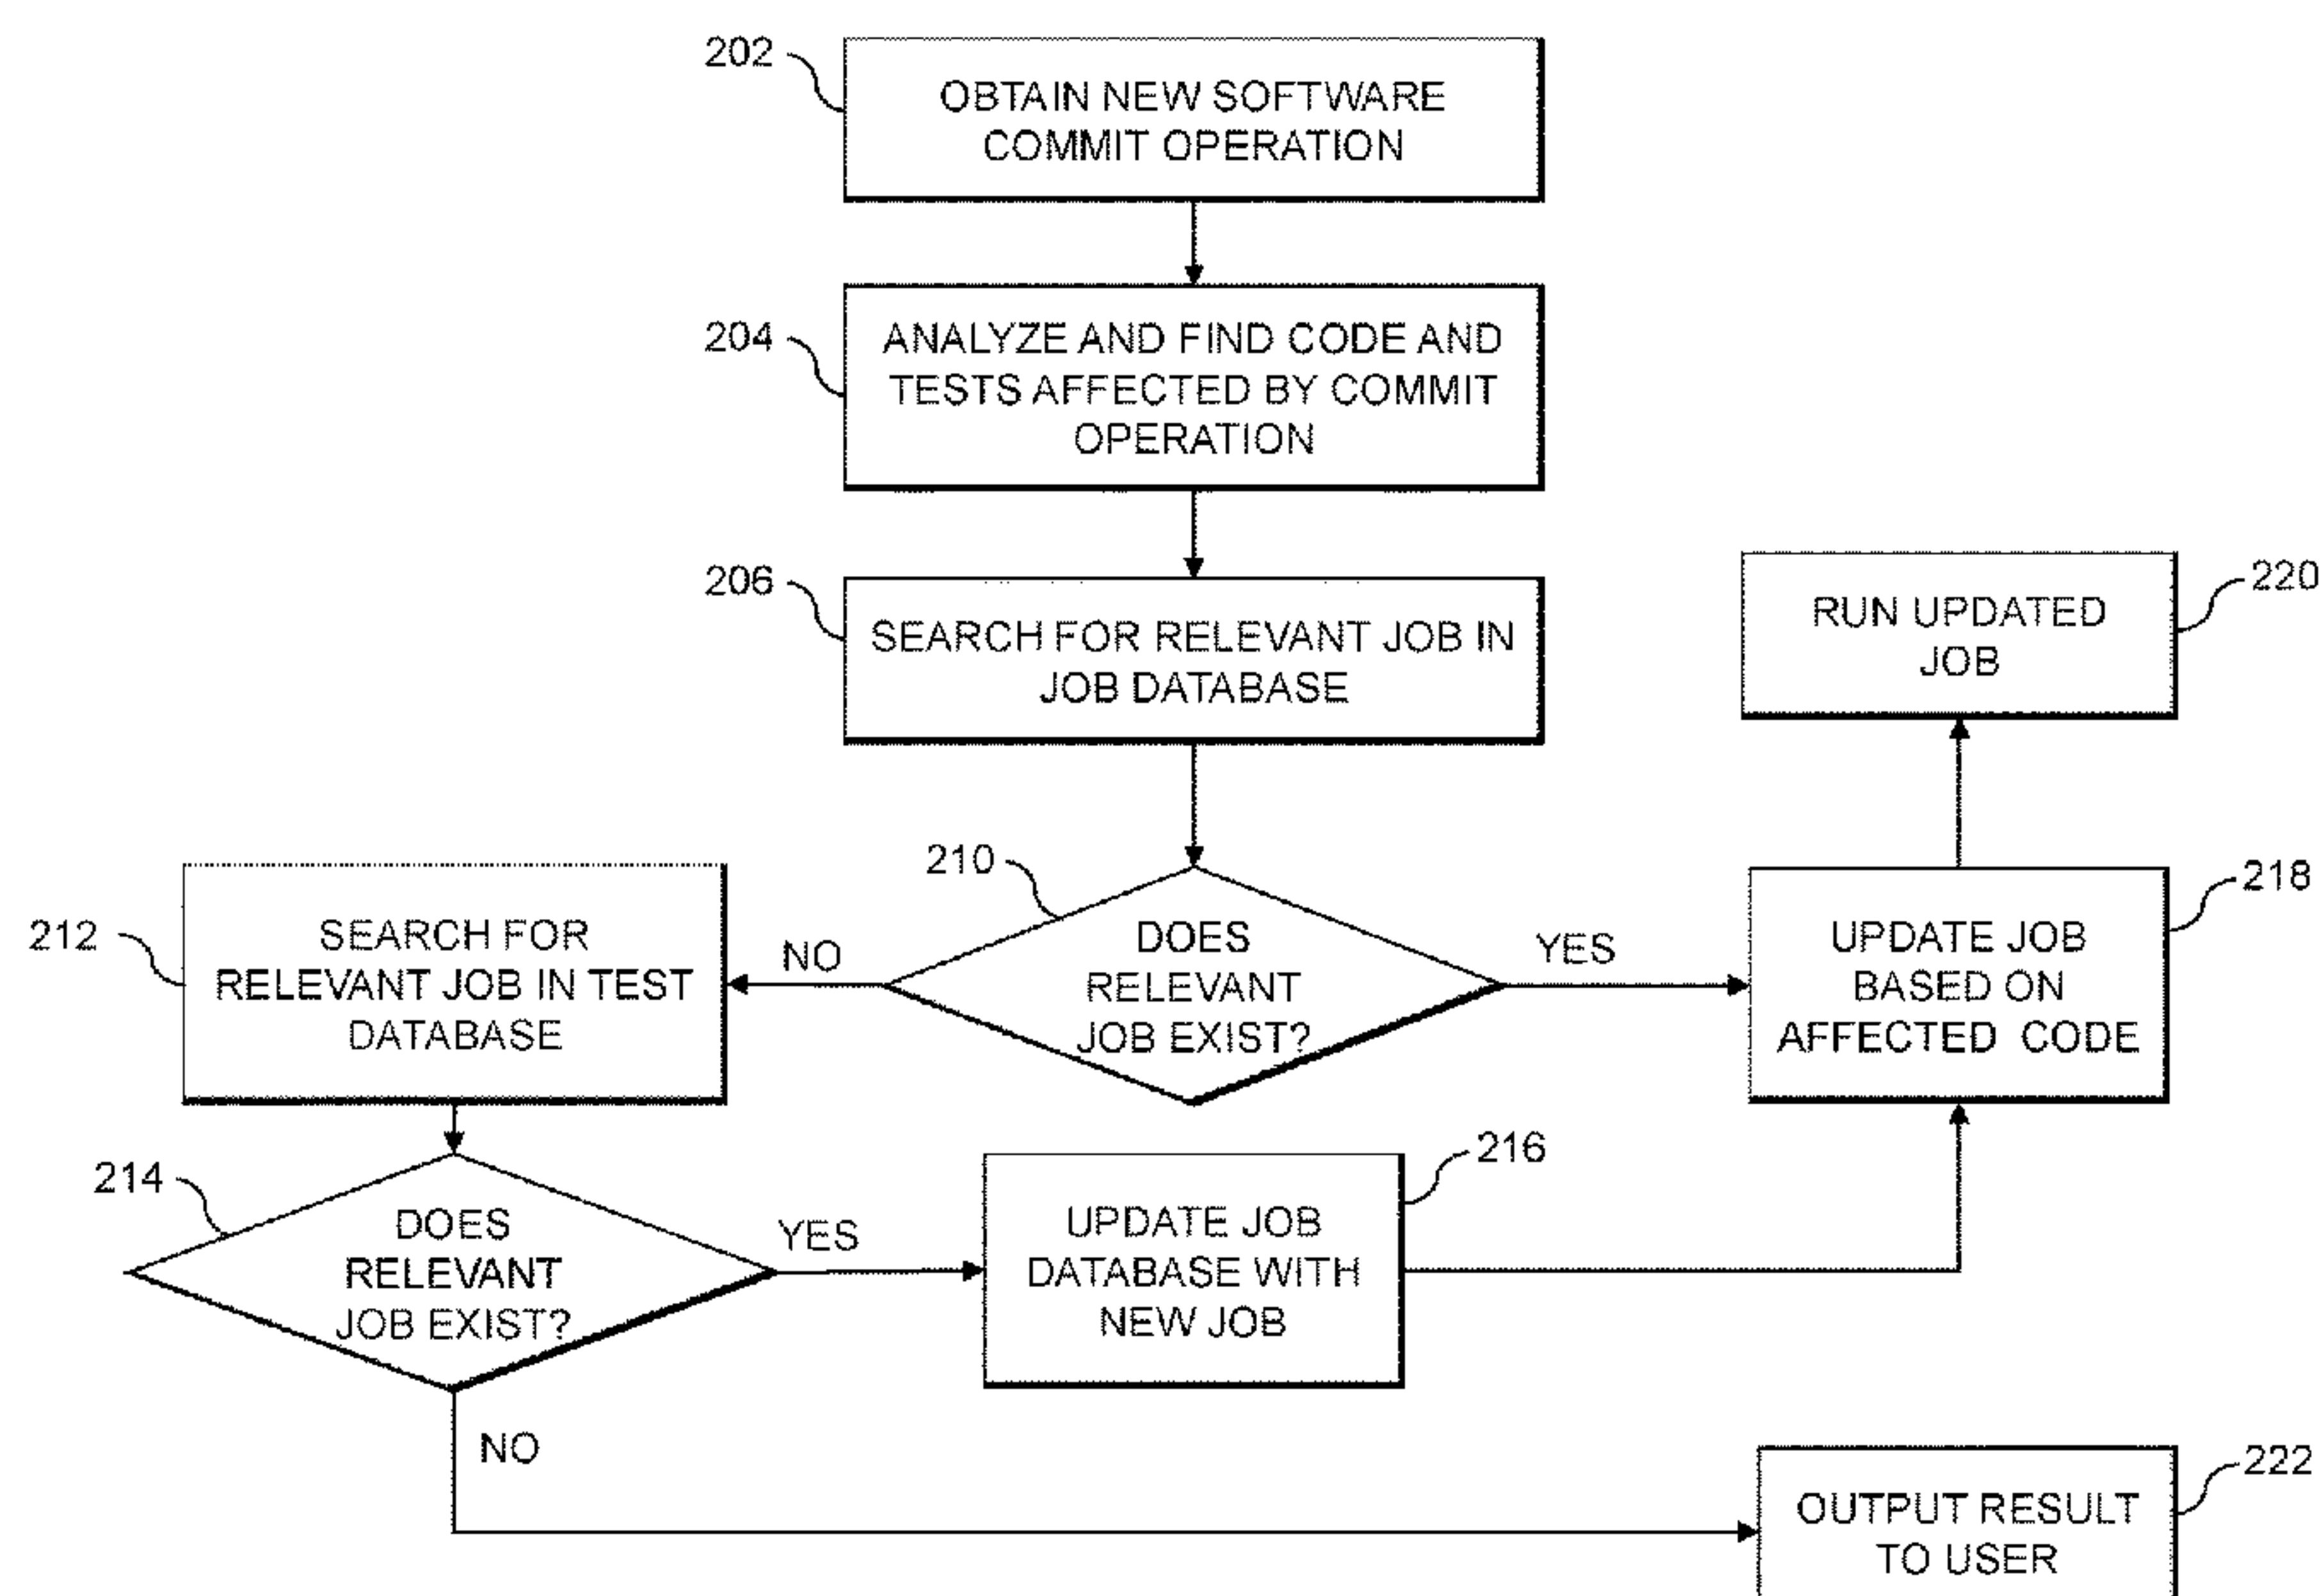 202
OBTAIN NEW SOFTWARE
COMMIT OPERATION
204
ANALYZE AND FIND CODE AND
TESTS AFFECTED BY COMMIT
OPERATION
206
SEARCH FOR RELEVANT JOB IN
JOB DATABASE
220
RUN UPDATED
JOB
210
DOES
RELEVANT
JOB EXIST?
NO
YES
212
SEARCH FOR
RELEVANT JOB IN TEST
DATABASE
218
UPDATE JOB
BASED ON
AFFECTED CODE
214
DOES
RELEVANT
JOB EXIST?
YES
NO
216
UPDATE JOB
DATABASE WITH
NEW JOB
222
OUTPUT RESULT
TO USER